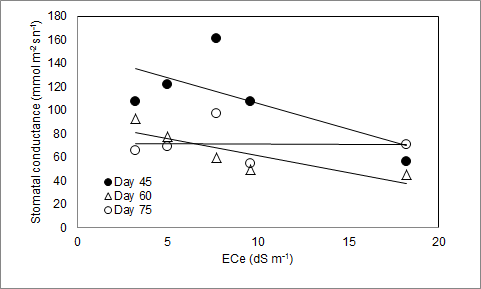 Stomatal conductance (mmol m⁻² sn⁻¹)
180
160
140
120
100
80
60
40
20
0
Day 45
Day 60
Day 75
0 5 10 15 20
ECe (dS m⁻¹)